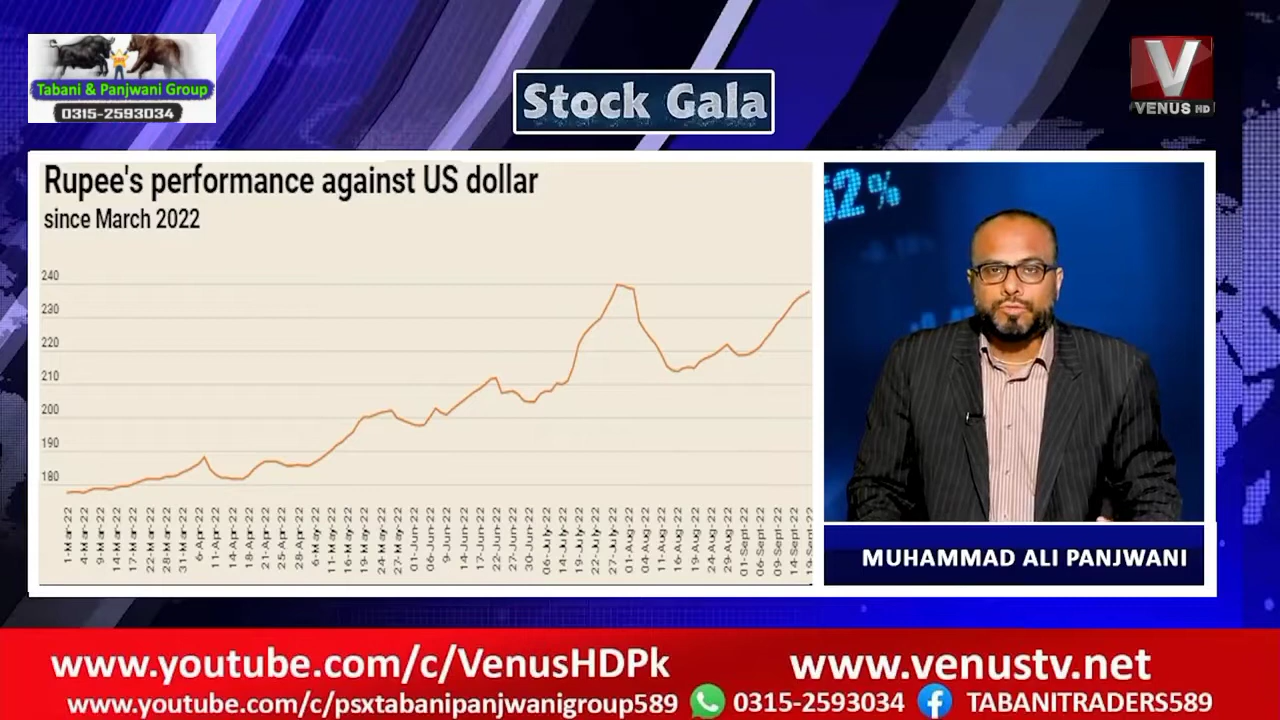 Tabani & Panjwani Group
0315-2593034
Stock Gala
VENUS HD
Rupee's performance against US dollar
since March 2022
240
230
220
210
200
190
180
1-Mar-22
4-Mar-22
9-Mar-22
14-Mar-22
17-Mar-22
22-Mar-22
28-Mar-22
31-Mar-22
6-Apr-22
11-Apr-22
14-Apr-22
18-Apr-22
21-Apr-22
25-Apr-22
28-Apr-22
6-May-22
11-May-22
16-May-22
19-May-22
24-May-22
27-May-22
01-Jun-22
06-Jun-22
9-Jun-22
14-Jun-22
17-Jun-22
22-Jun-22
27-Jun-22
30-Jun-22
06-July-22
14-July-22
19-July-22
22-July-22
27-July-22
01-Aug-22
04-Aug-22
11-Aug-22
16-Aug-22
19-Aug-22
24-Aug-22
29-Aug-22
01-Sept-22
06-Sept-22
09-Sept-22
14-Sept-22
52%
MUHAMMAD ALI PANJWANI
www.youtube.com/c/VenusHDPk
www.venustv.net
www.youtube.com/c/psxtabanipanjwanigroup589
0315-2593034
TABANITRADERS589